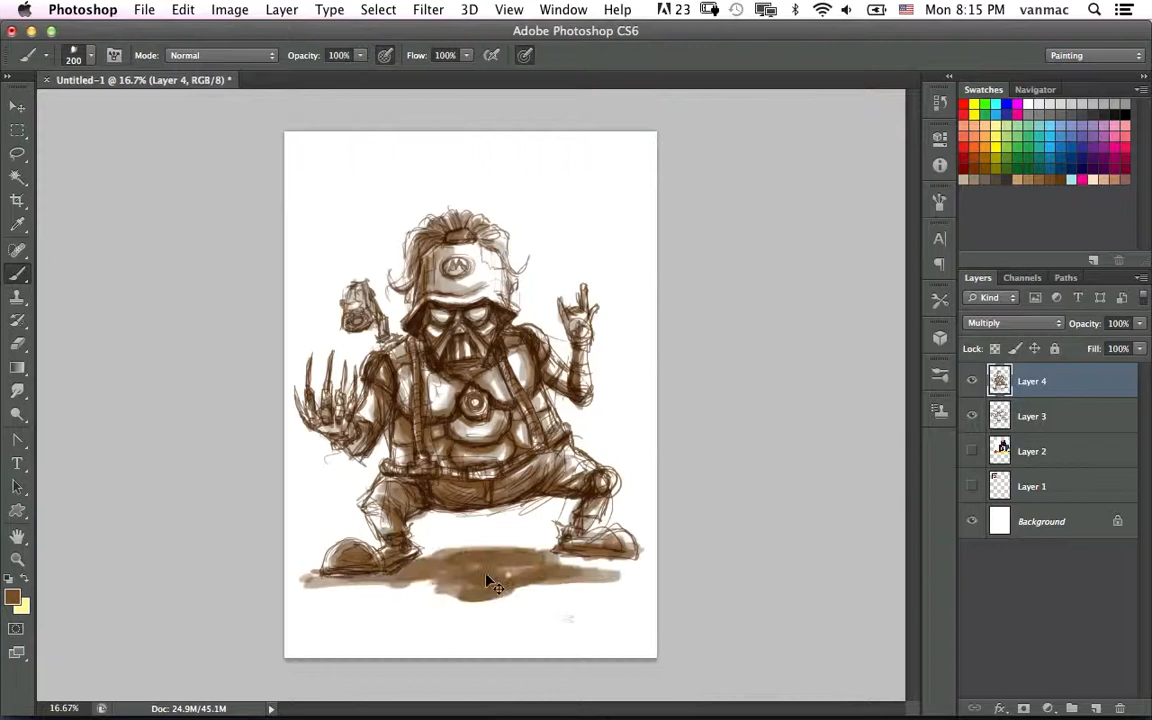 Photoshop File Edit Image Layer Type Select Filter 3D View Window Help 23 Mon 8:15 PM vanmac
Adobe Photoshop CS6
200 Mode: Normal Opacity: 100% Flow: 100% Painting
× Untitled-1 @ 16.7% (Layer 4, RGB/8) *
Swatches Navigator
M
Layers Channels Paths
Kind
Multiply Opacity: 100%
Lock: Fill: 100%
Layer 4
Layer 3
Layer 2
Layer 1
Background
16.67% Doc: 24.9M/45.1M